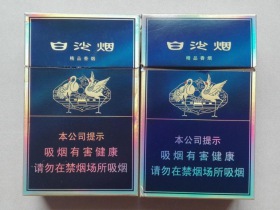 白沙烟
精品香烟
本公司提示
吸烟有害健康
请勿在禁烟场所吸烟
白沙烟
精品香烟
本公司提示
吸烟有害健康
请勿在禁烟场所吸烟